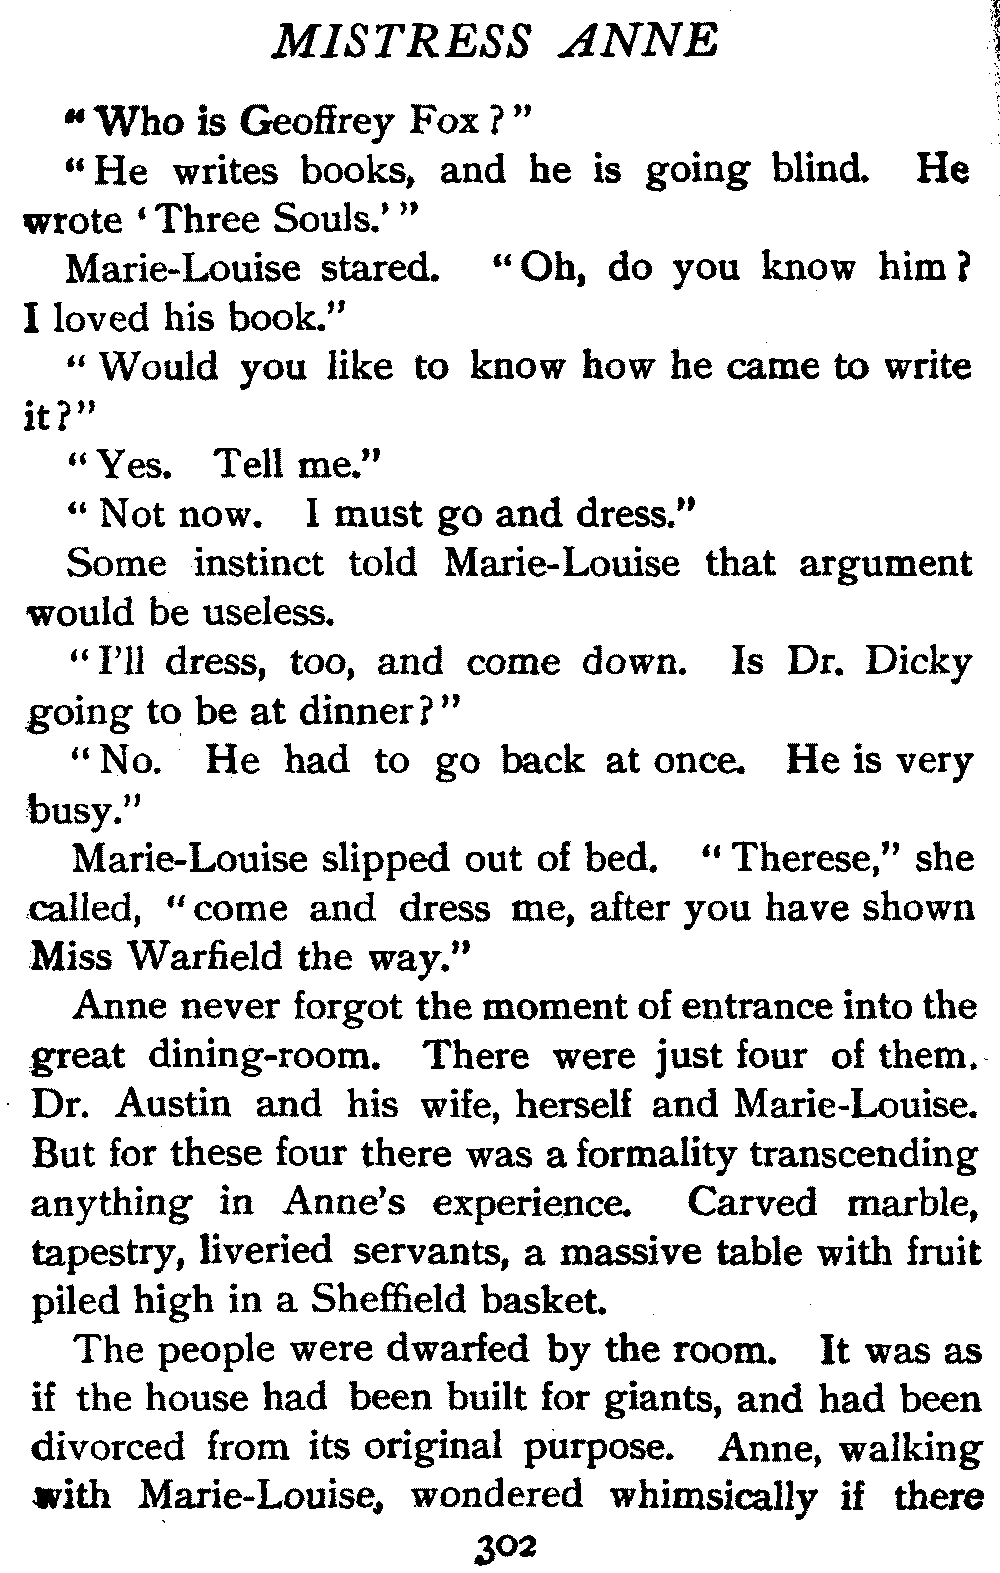 MISTRESS ANNE
"Who is Geoffrey Fox?"
"He writes books, and he is going blind. He
wrote 'Three Souls.'"
Marie-Louise stared. "Oh, do you know him?
I loved his book."
"Would you like to know how he came to write
it?"
"Yes. Tell me."
"Not now. I must go and dress."
Some instinct told Marie-Louise that argument
would be useless.
"I'll dress, too, and come down. Is Dr. Dicky
going to be at dinner?"
"No. He had to go back at once. He is very
busy."
Marie-Louise slipped out of bed. "Therese," she
called, "come and dress me, after you have shown
Miss Warfield the way."
Anne never forgot the moment of entrance into the
great dining-room. There were just four of them.
Dr. Austin and his wife, herself and Marie-Louise.
But for these four there was a formality transcending
anything in Anne's experience. Carved marble,
tapestry, liveried servants, a massive table with fruit
piled high in a Sheffield basket.
The people were dwarfed by the room. It was as
if the house had been built for giants, and had been
divorced from its original purpose. Anne, walking
with Marie-Louise, wondered whimsically if there
302